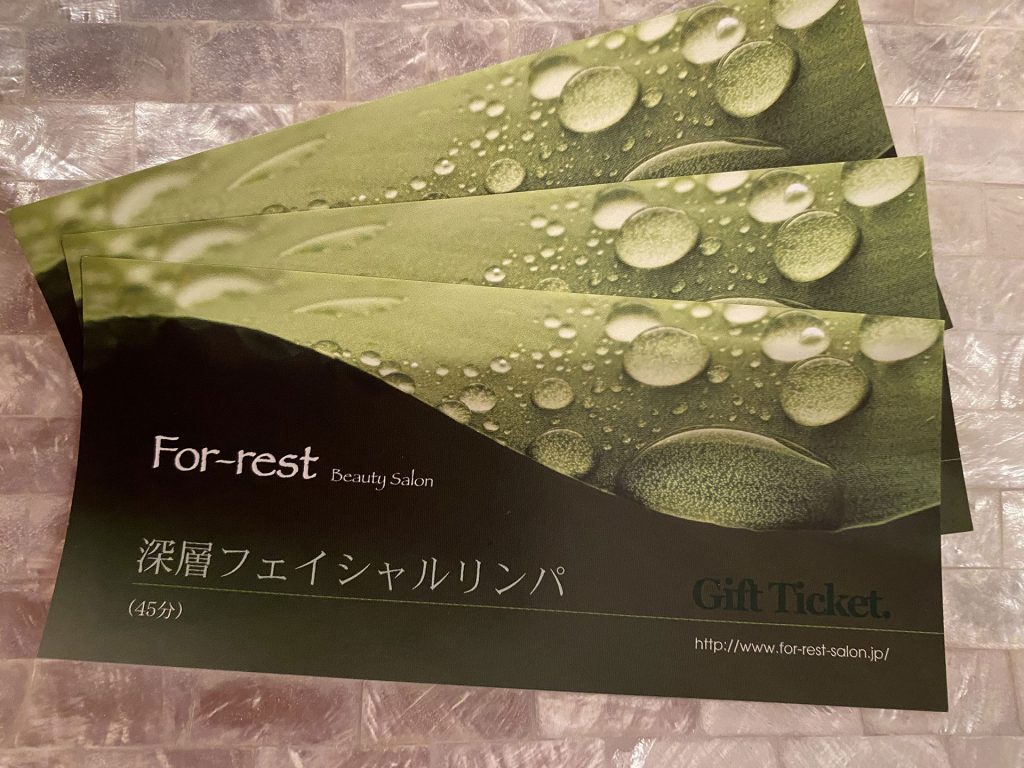 For-rest Beauty Salon
深層フェイシャルリンパ
(45分)
Gift Ticket.
http://www.for-rest-salon.jp/